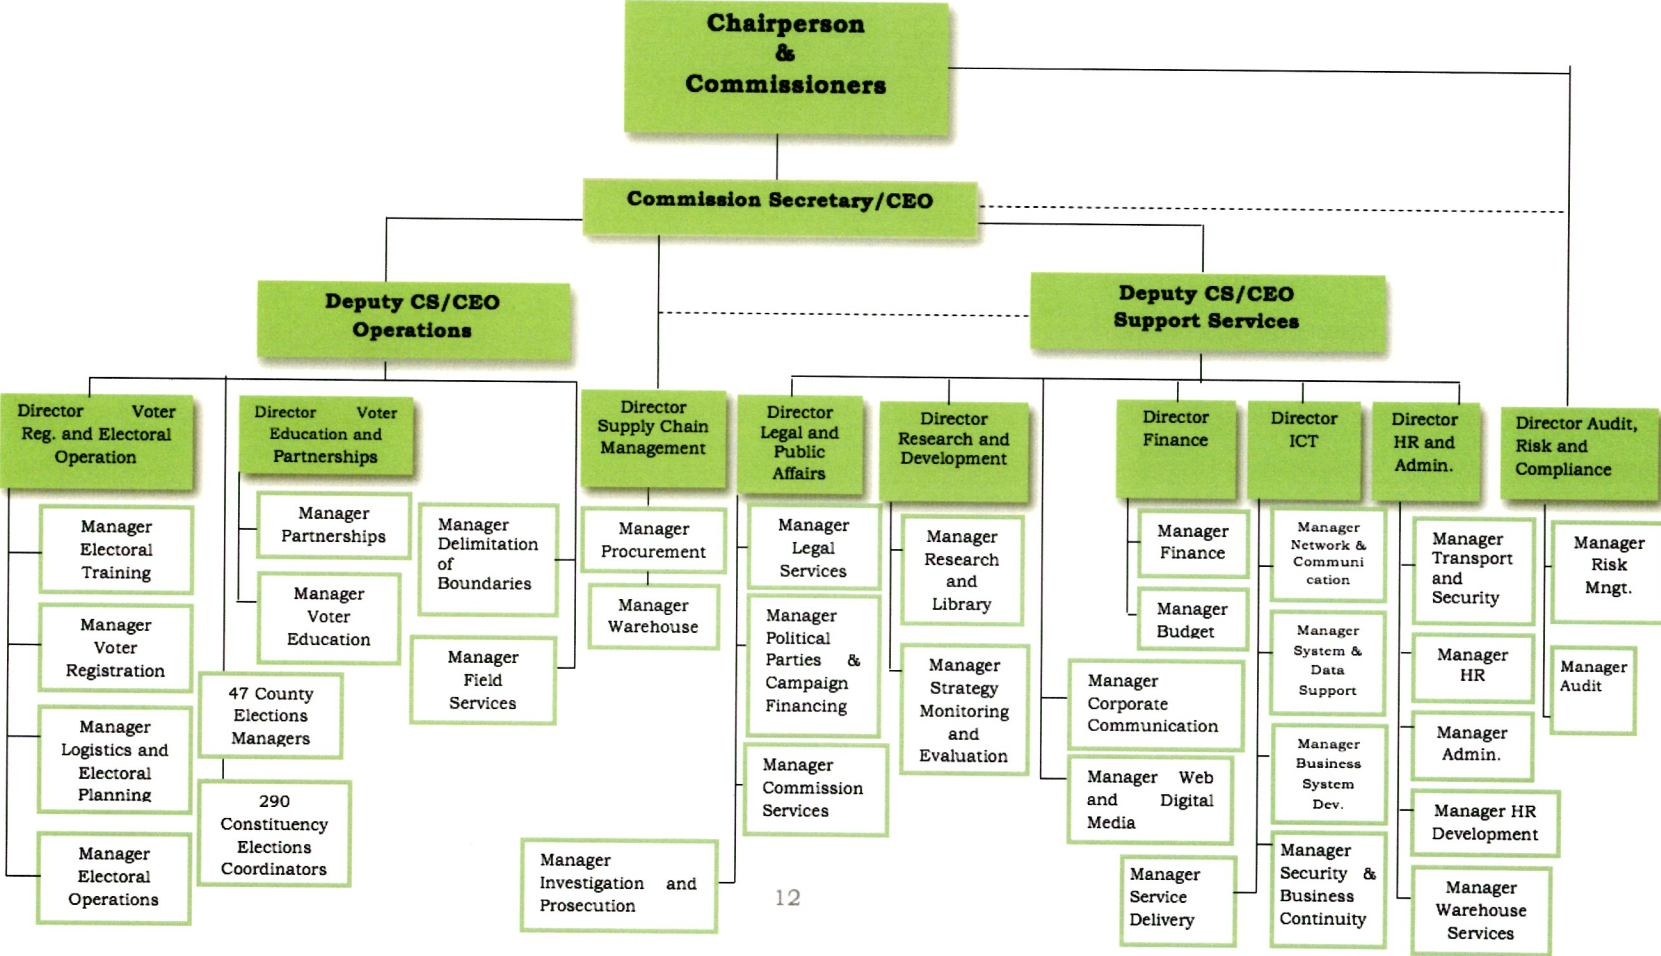 Chairperson
&
Commissioners
Commission Secretary/CEO
Deputy CS/CEO
Operations
Deputy CS/CEO
Support Services
Director Voter
Reg. and Electoral
Operation
Director Voter
Education and
Partnerships
Director
Supply Chain
Management
Director
Legal and
Public
Affairs
Director
Research and
Development
Director
Finance
Director
ICT
Director
HR and
Admin.
Director Audit,
Risk and
Compliance
Manager
Electoral
Training
Manager
Voter
Registration
Manager
Logistics and
Electoral
Planning
Manager
Electoral
Operations
47 County
Elections
Managers
290
Constituency
Elections
Coordinators
Manager
Partnerships
Manager
Voter
Education
Manager
Delimitation
of
Boundaries
Manager
Field
Services
Manager
Procurement
Manager
Warehouse
Manager
Legal
Services
Manager
Political
Parties &
Campaign
Financing
Manager
Commission
Services
Manager
Investigation and
Prosecution
Manager
Research
and
Library
Manager
Strategy
Monitoring
and
Evaluation
Manager
Corporate
Communication
Manager Web
and Digital
Media
Manager
Finance
Manager
Budget
Manager
Network &
Communi
cation
Manager
System &
Data
Support
Manager
Business
System
Dev.
Manager
Security &
Business
Continuity
Manager
Service
Delivery
Manager
Transport
and
Security
Manager
HR
Manager
Admin.
Manager HR
Development
Manager
Warehouse
Services
Manager
Risk
Mngt.
Manager
Audit
12